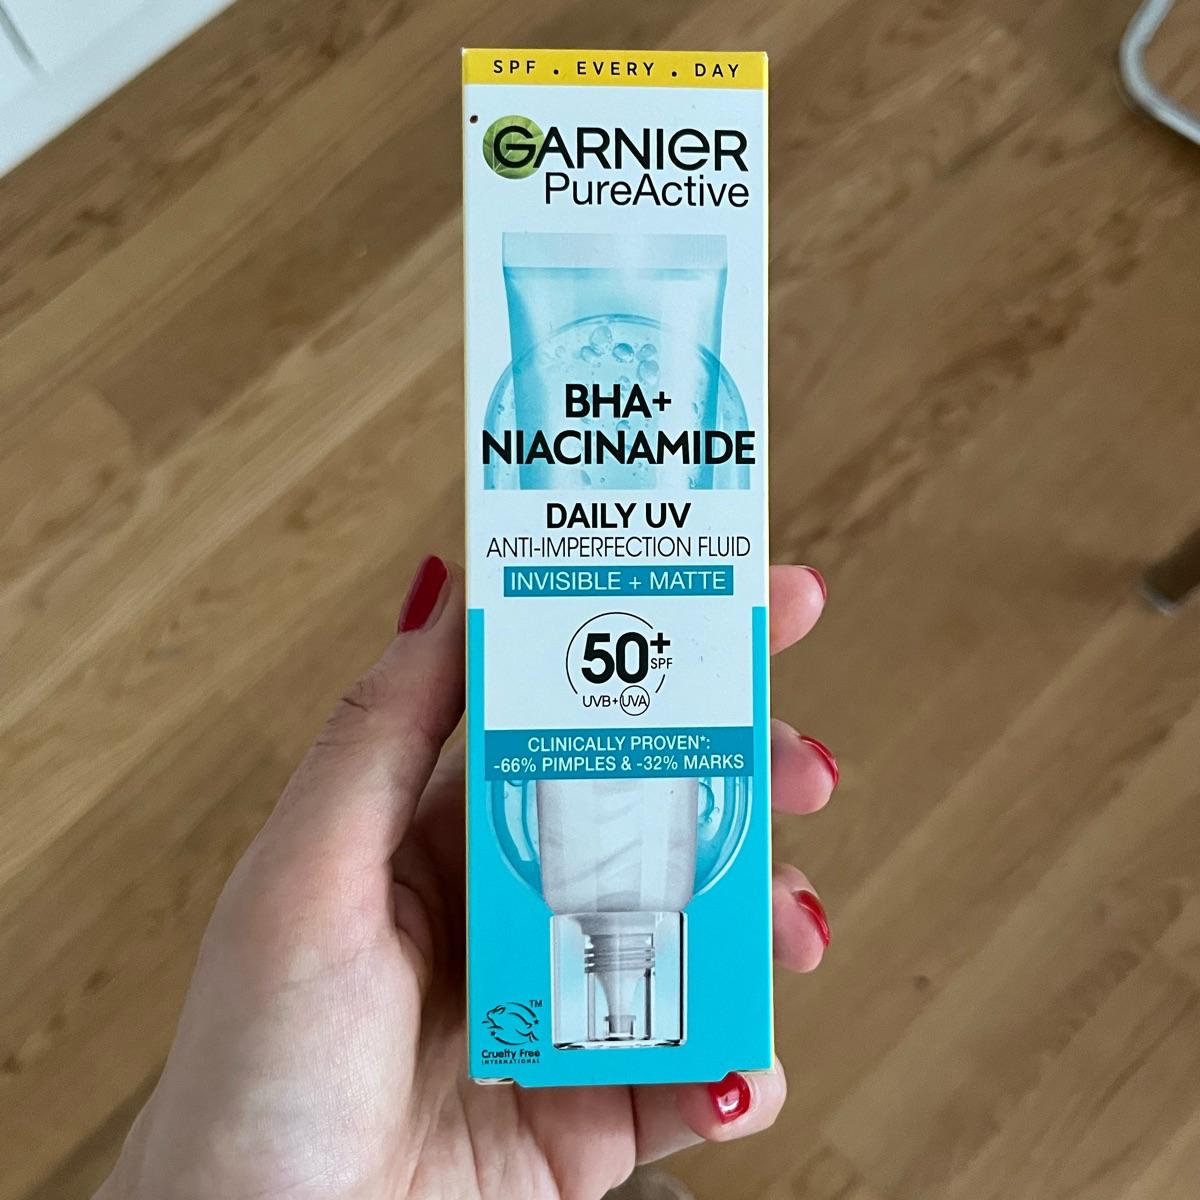 SPF . EVERY . DAY
GARNIER
PureActive
BHA+
NIACINAMIDE
DAILY UV
ANTI-IMPERFECTION FLUID
INVISIBLE + MATTE
50+
SPF
UVB+UVA
CLINICALLY PROVEN*:
-66% PIMPLES & -32% MARKS
TM
Cruelty Free
INTERNATIONAL